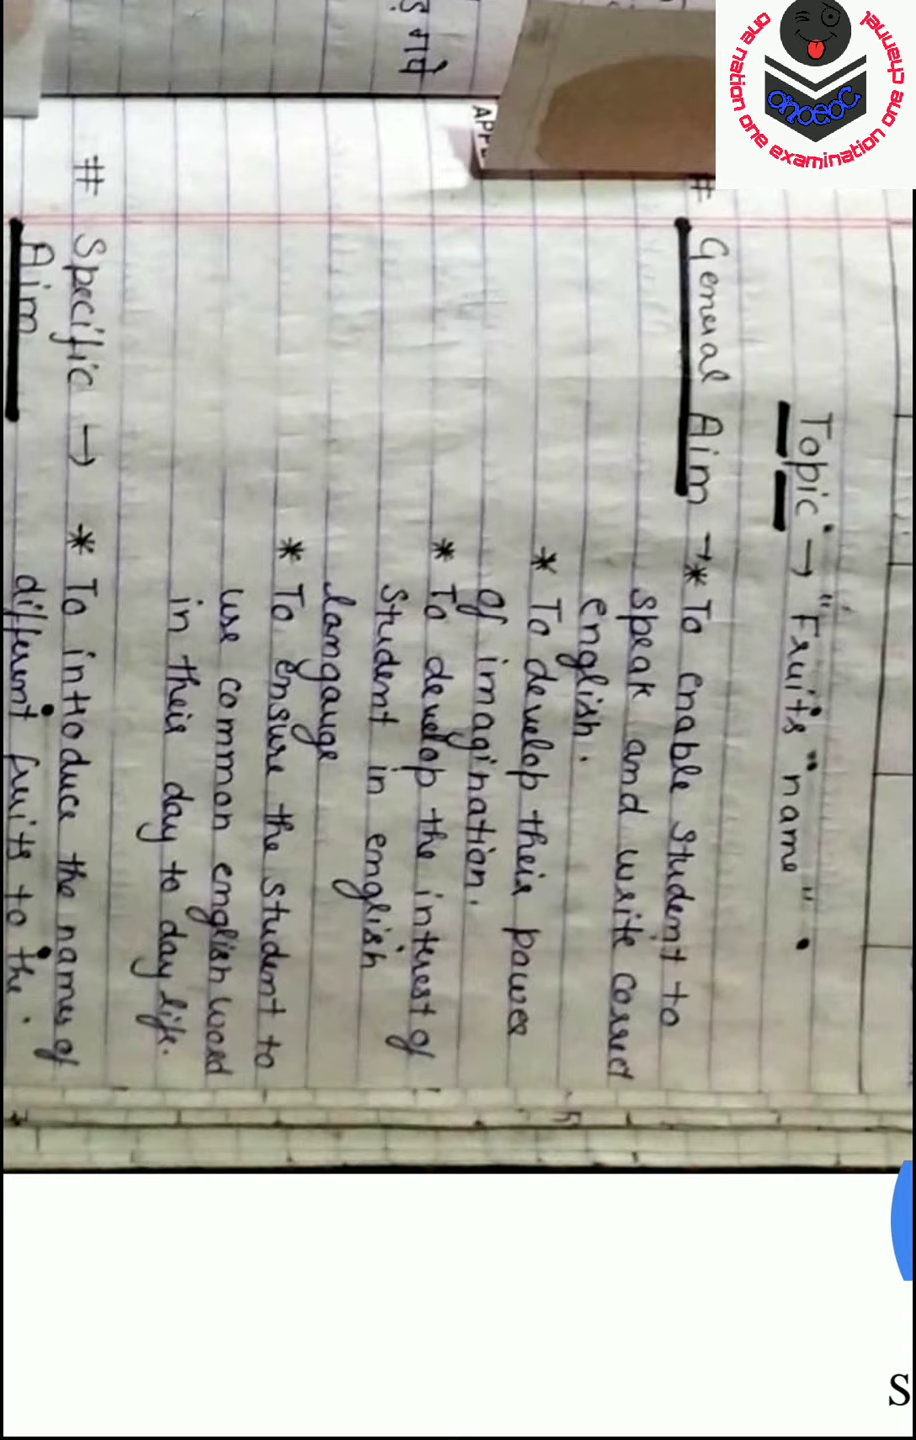 one nation one examination one channel
onoeoc
APP
Topic → "Fruits" "name".
# General Aim → * To enable student to
speak and write correct
english.
* To develop their power
of imagination.
* To develop the interest of
student in english
langauge
* To ensure the student to
use common english word
in their day to day life.
# Specific → * To introduce the names of
Aim different fruits to the.
S